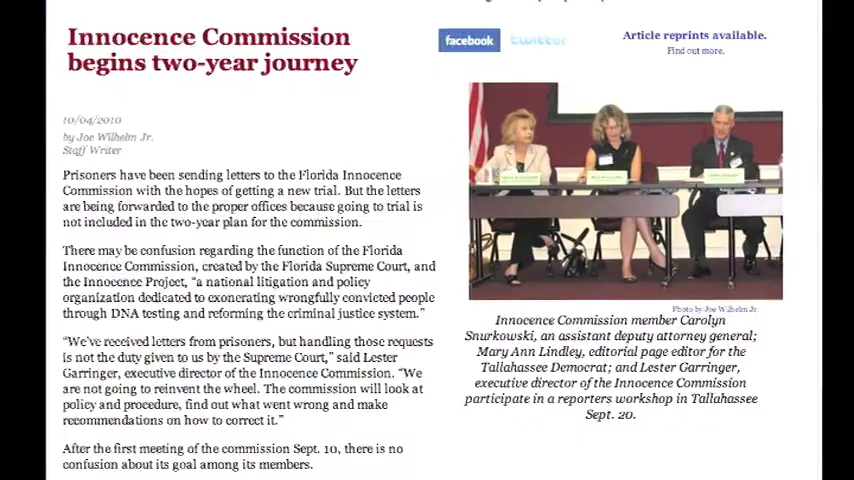 Innocence Commission
begins two-year journey
facebook
twitter
Article reprints available.
Find out more.
10/04/2010
by Joe Wilhelm Jr.
Staff Writer
Prisoners have been sending letters to the Florida Innocence
Commission with the hopes of getting a new trial. But the letters
are being forwarded to the proper offices because going to trial is
not included in the two-year plan for the commission.
There may be confusion regarding the function of the Florida
Innocence Commission, created by the Florida Supreme Court, and
the Innocence Project, “a national litigation and policy
organization dedicated to exonerating wrongfully convicted people
through DNA testing and reforming the criminal justice system.”
“We’ve received letters from prisoners, but handling those requests
is not the duty given to us by the Supreme Court,” said Lester
Garringer, executive director of the Innocence Commission. “We
are not going to reinvent the wheel. The commission will look at
policy and procedure, find out what went wrong and make
recommendations on how to correct it.”
After the first meeting of the commission Sept. 10, there is no
confusion about its goal among its members.
Photo by Joe Wilhelm Jr.
Innocence Commission member Carolyn
Snurkowski, an assistant deputy attorney general;
Mary Ann Lindley, editorial page editor for the
Tallahassee Democrat; and Lester Garringer,
executive director of the Innocence Commission
participate in a reporters workshop in Tallahassee
Sept. 20.